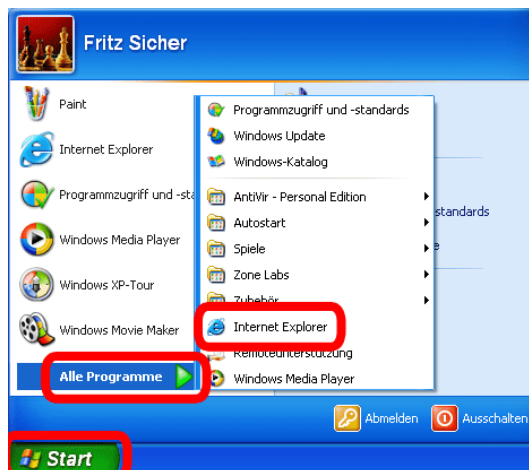 Fritz Sicher
Paint
Internet Explorer
Programmzugriff und -sta
Windows Media Player
Windows XP-Tour
Windows Movie Maker
Alle Programme
Programmzugriff und -standards
Windows Update
Windows-Katalog
AntiVir - Personal Edition
Autostart
Spiele
Zone Labs
Zubehör
Internet Explorer
Remoteunterstützung
Windows Media Player
standards
Abmelden
Ausschalten
Start